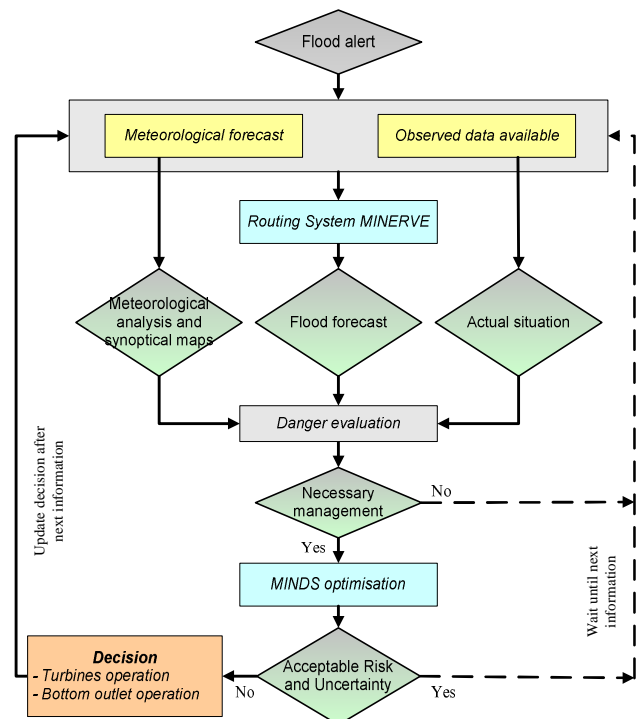 Flood alert
Meteorological forecast
Observed data available
Routing System MINERVE
Meteorological
analysis and
synoptical maps
Flood forecast
Actual situation
Danger evaluation
Necessary
management
No
Yes
MINDS optimisation
Update decision after
next information
Wait until next
information
Decision
- Turbines operation
- Bottom outlet operation
No
Acceptable Risk
and Uncertainty
Yes